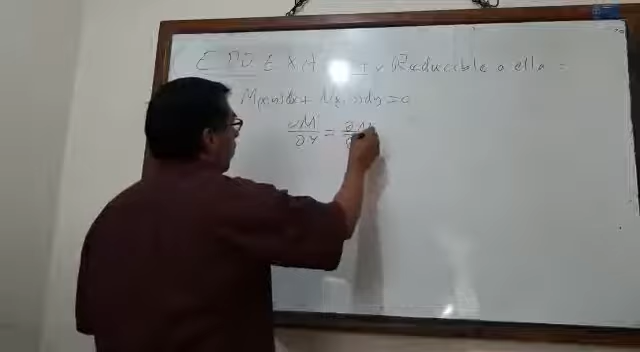 E D O E X A T y Reducible a ella =
M(x,y)dx + N(x,y)dy = 0
∂M/∂y = ∂N